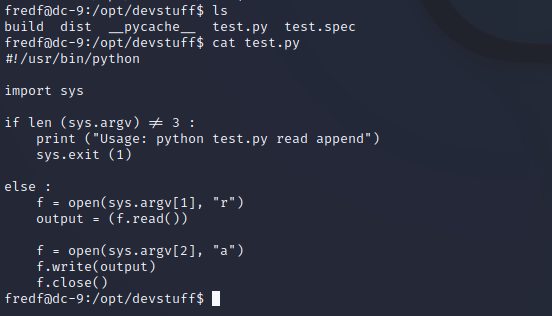 fredf@dc-9:/opt/devstuff$ ls
build  dist  __pycache__  test.py  test.spec
fredf@dc-9:/opt/devstuff$ cat test.py
#!/usr/bin/python

import sys

if len (sys.argv) != 3 :
    print ("Usage: python test.py read append")
    sys.exit (1)

else :
    f = open(sys.argv[1], "r")
    output = (f.read())

    f = open(sys.argv[2], "a")
    f.write(output)
    f.close()
fredf@dc-9:/opt/devstuff$